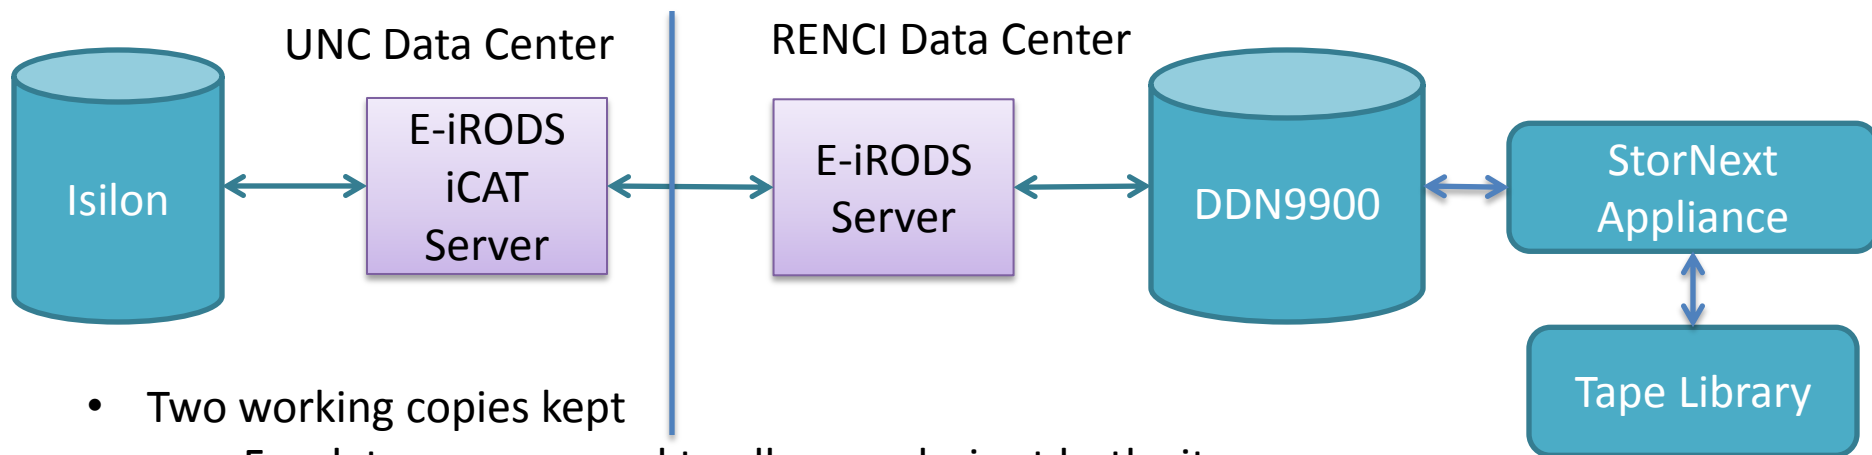 UNC Data Center
RENCI Data Center
Isilon
E-iRODS
iCAT
Server
E-iRODS
Server
DDN9900
StorNext
Appliance
Tape Library
• Two working copies kept